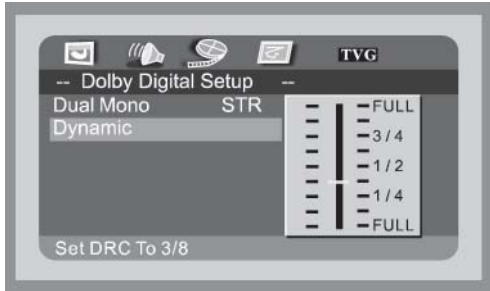 TVG
-- Dolby Digital Setup --
Dual Mono STR
Dynamic
FULL
3/4
1/2
1/4
FULL
Set DRC To 3/8